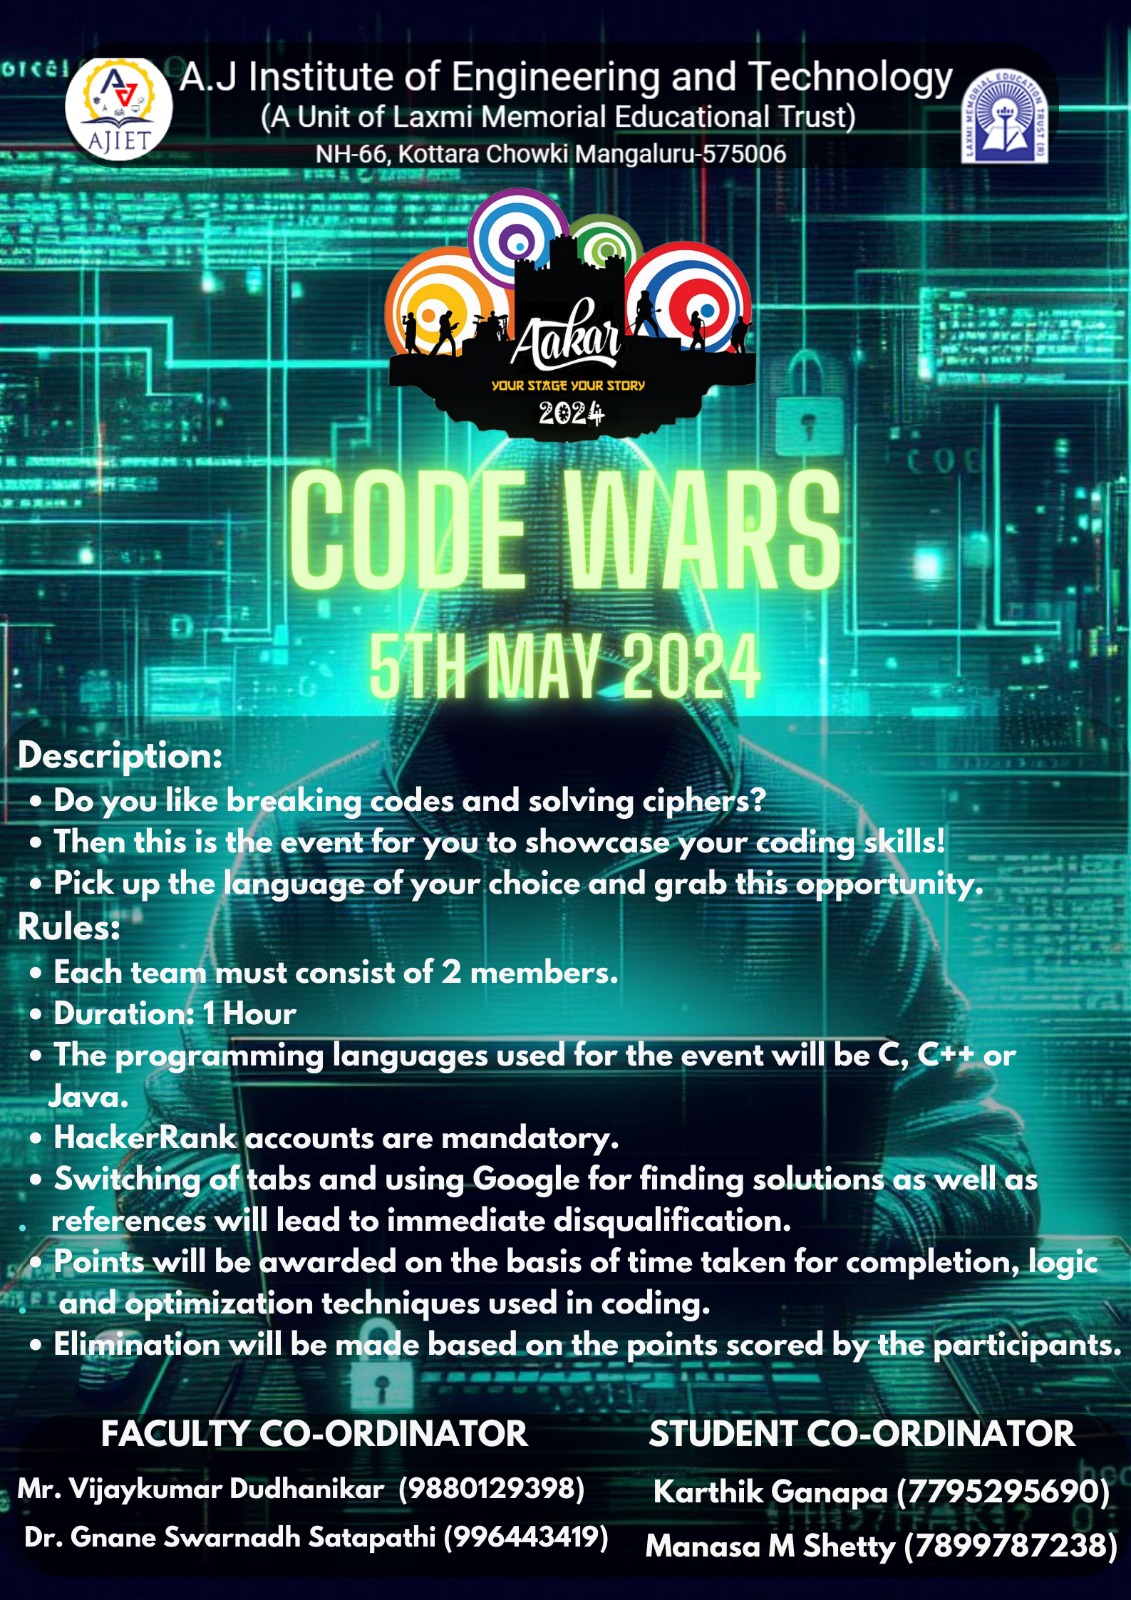 A.J Institute of Engineering and Technology
(A Unit of Laxmi Memorial Educational Trust)
NH-66, Kottara Chowki Mangaluru-575006
AJIET
LAXMI MEMORIAL EDUCATION TRUST (R)
Aakar
YOUR STAGE YOUR STORY
2024
CODE WARS
5TH MAY 2024
Description:
• Do you like breaking codes and solving ciphers?
• Then this is the event for you to showcase your coding skills!
• Pick up the language of your choice and grab this opportunity.
Rules:
• Each team must consist of 2 members.
• Duration: 1 Hour
• The programming languages used for the event will be C, C++ or
Java.
• HackerRank accounts are mandatory.
• Switching of tabs and using Google for finding solutions as well as
. references will lead to immediate disqualification.
• Points will be awarded on the basis of time taken for completion, logic
. and optimization techniques used in coding.
• Elimination will be made based on the points scored by the participants.
FACULTY CO-ORDINATOR
Mr. Vijaykumar Dudhanikar (9880129398)
Dr. Gnane Swarnadh Satapathi (996443419)
STUDENT CO-ORDINATOR
Karthik Ganapa (7795295690)
Manasa M Shetty (7899787238)